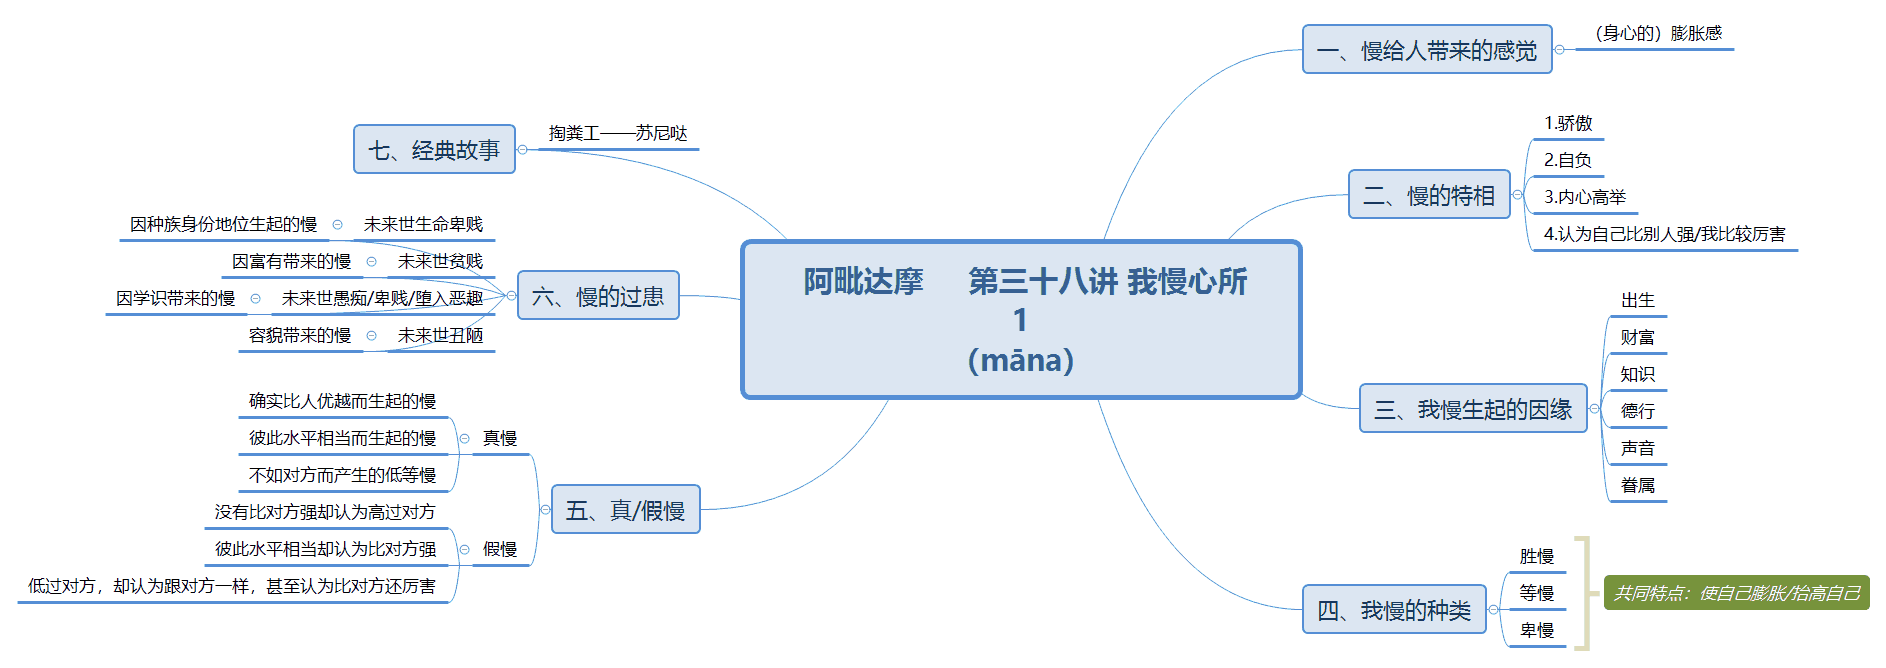 阿毗达摩 第三十八讲 我慢心所
1
（māna）
一、慢给人带来的感觉
（身心的）膨胀感
二、慢的特相
1.骄傲
2.自负
3.内心高举
4.认为自己比别人强/我比较厉害
三、我慢生起的因缘
出生
财富
知识
德行
声音
眷属
四、我慢的种类
胜慢
等慢
卑慢
共同特点：使自己膨胀/抬高自己
五、真/假慢
真慢
确实比人优越而生起的慢
彼此水平相当而生起的慢
不如对方而产生的低等慢
假慢
没有比对方强却认为高过对方
彼此水平相当却认为比对方强
低过对方，却认为跟对方一样，甚至认为比对方还厉害
六、慢的过患
未来世生命卑贱
因种族身份地位生起的慢
未来世贫贱
因富有带来的慢
未来世愚痴/卑贱/堕入恶趣
因学识带来的慢
未来世丑陋
容貌带来的慢
七、经典故事
掏粪工——苏尼哒